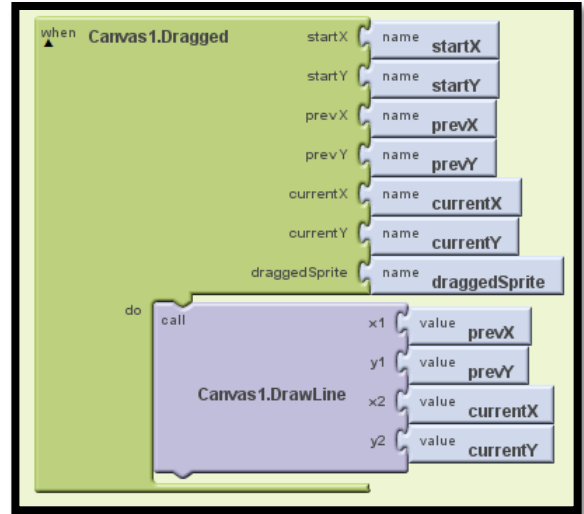 when Canvas1.Dragged startX name startX
startY name startY
prevX name prevX
prevY name prevY
currentX name currentX
currentY name currentY
draggedSprite name draggedSprite
do call x1 value prevX
y1 value prevY
Canvas1.DrawLine x2 value currentX
y2 value currentY